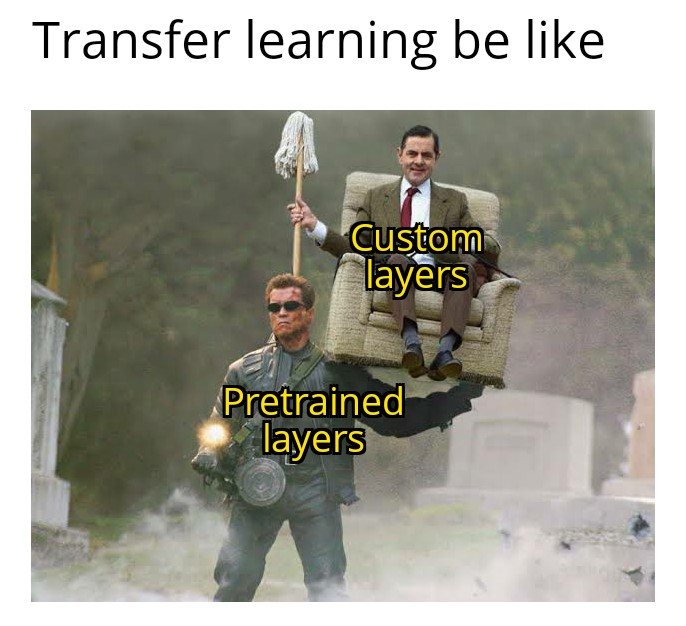 Transfer learning be like
Custom
layers
Pretrained
layers